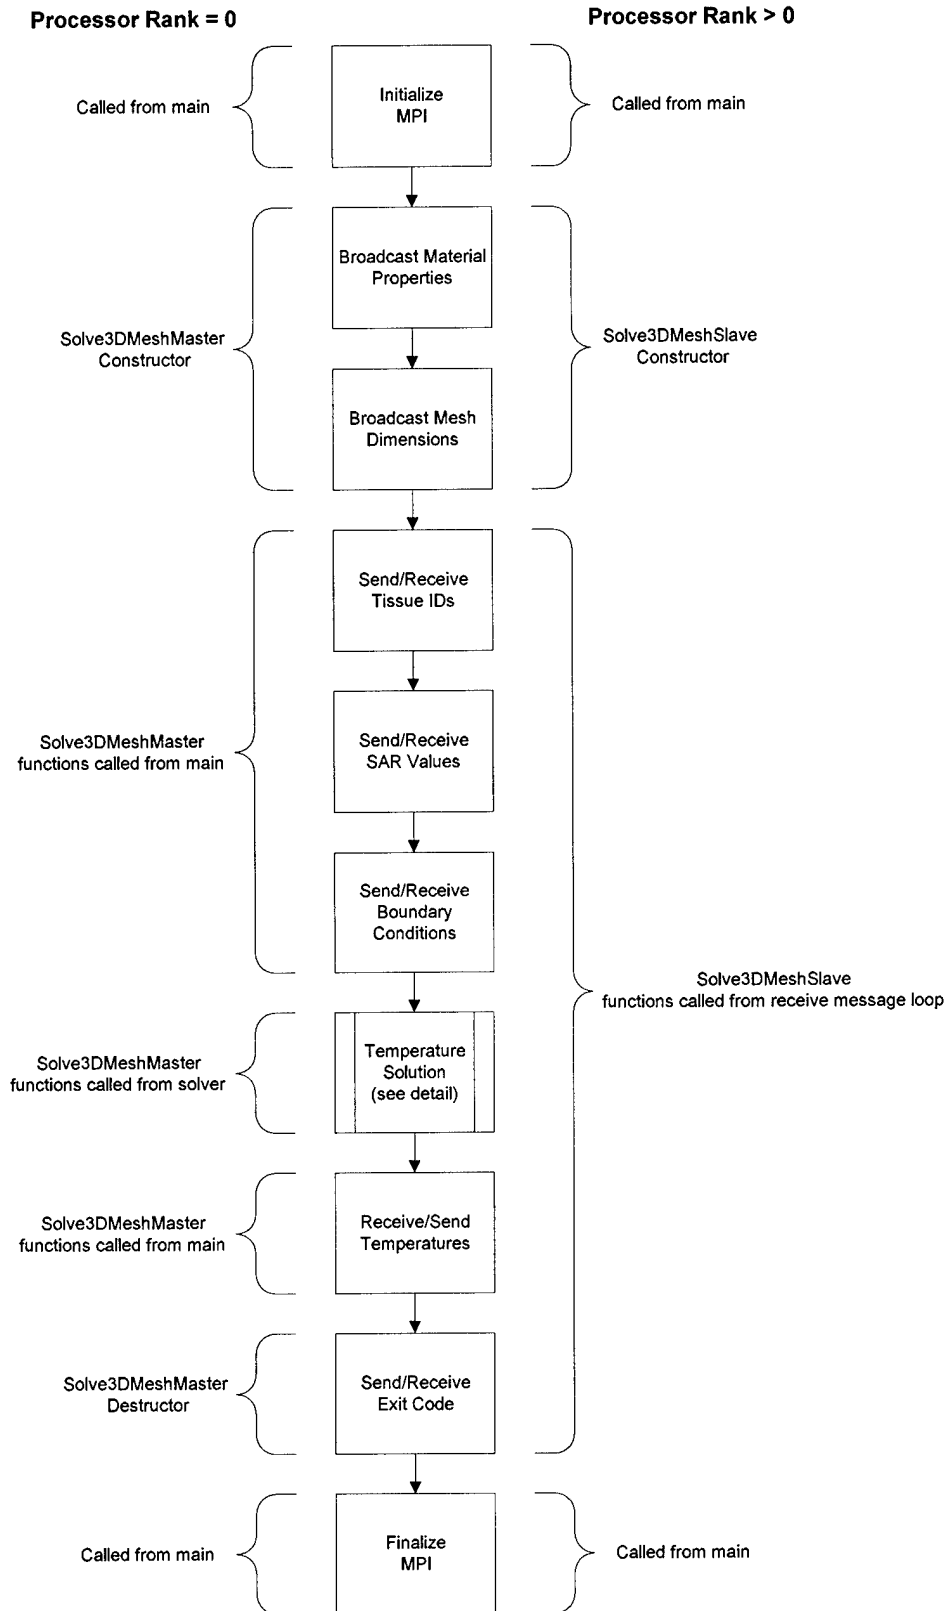 Processor Rank = 0
Processor Rank > 0
Called from main
Initialize
MPI
Called from main
Broadcast Material
Properties
Solve3DMeshMaster
Constructor
Solve3DMeshSlave
Constructor
Broadcast Mesh
Dimensions
Send/Receive
Tissue IDs
Solve3DMeshMaster
functions called from main
Send/Receive
SAR Values
Send/Receive
Boundary
Conditions
Solve3DMeshSlave
functions called from receive message loop
Solve3DMeshMaster
functions called from solver
Temperature
Solution
(see detail)
Solve3DMeshMaster
functions called from main
Receive/Send
Temperatures
Solve3DMeshMaster
Destructor
Send/Receive
Exit Code
Called from main
Finalize
MPI
Called from main